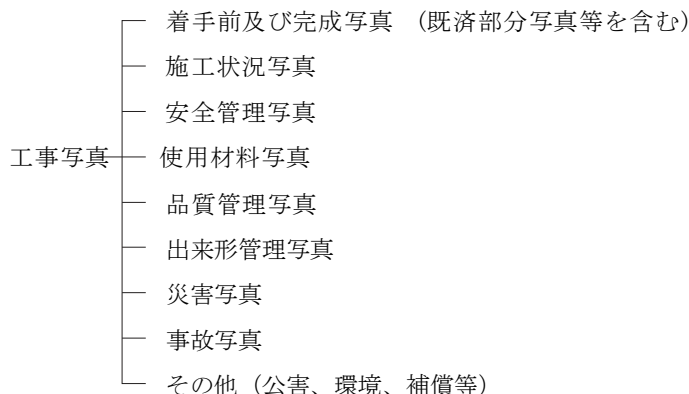 着手前及び完成写真 （既済部分写真等を含む）
施工状況写真
安全管理写真
工事写真 使用材料写真
品質管理写真
出来形管理写真
災害写真
事故写真
その他（公害、環境、補償等）